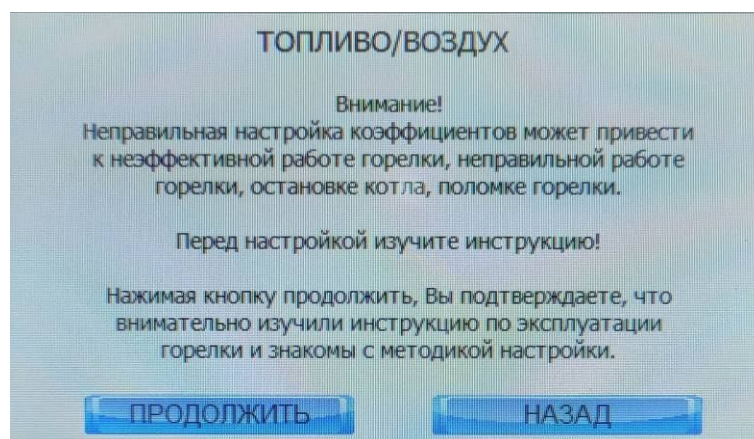 ТОПЛИВО/ВОЗДУХ
Внимание!
Неправильная настройка коэффициентов может привести
к неэффективной работе горелки, неправильной работе
горелки, остановке котла, поломке горелки.
Перед настройкой изучите инструкцию!
Нажимая кнопку продолжить, Вы подтверждаете, что
внимательно изучили инструкцию по эксплуатации
горелки и знакомы с методикой настройки.
ПРОДОЛЖИТЬ НАЗАД